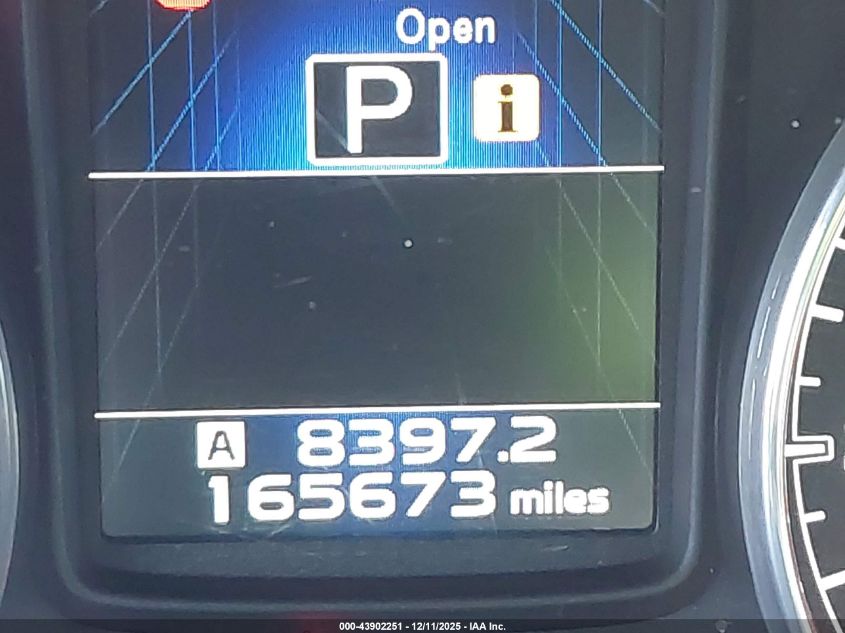 Open
P i
A 8397.2
165673 miles
000-43902251 - 12/11/2025 - IAA Inc.